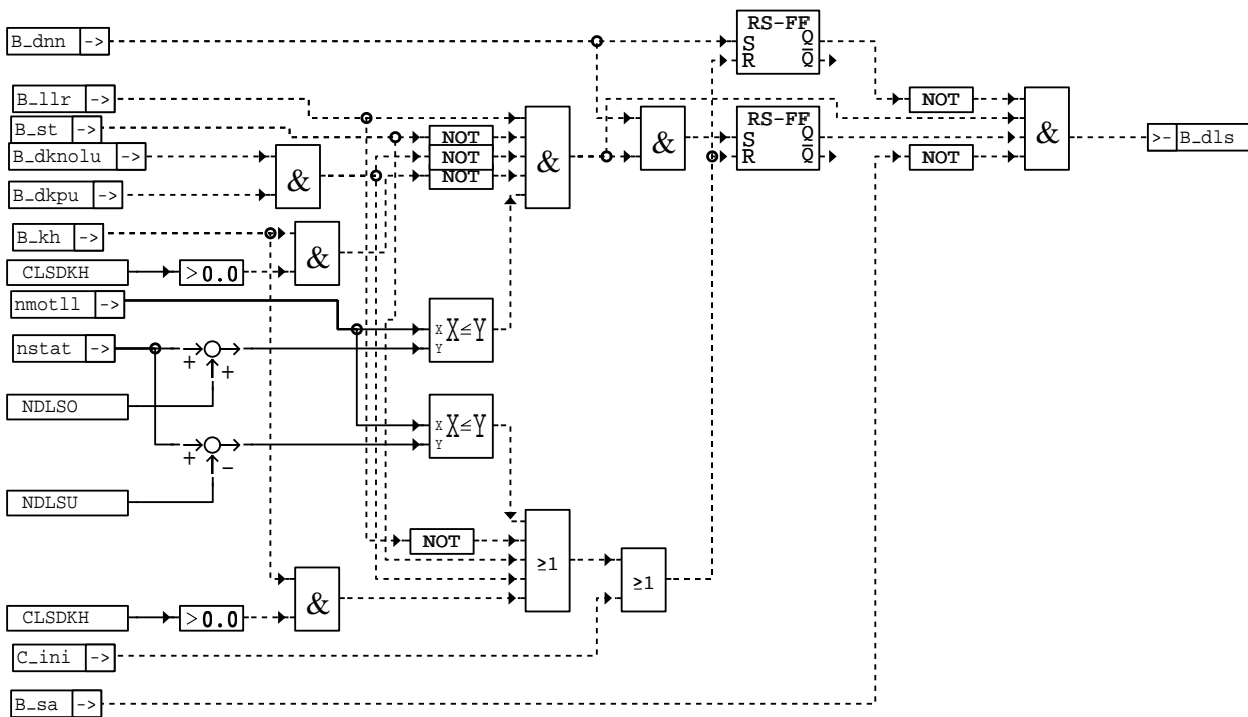 RS-FF
B_dnn ->
S Q
R Q
B_llr ->
NOT
B_st ->
RS-FF
B_dknolu ->
NOT
NOT
NOT
&
&
&
S Q
R Q
NOT
&
>- B_dls
B_dkpu ->
&
B_kh ->
CLSDKH
>0.0
nmotll ->
X
Y
X≤Y
nstat ->
+
+
NDLSO
X
Y
X≤Y
+
-
NDLSU
NOT
≥1
≥1
&
CLSDKH
>0.0
C_ini ->
B_sa ->